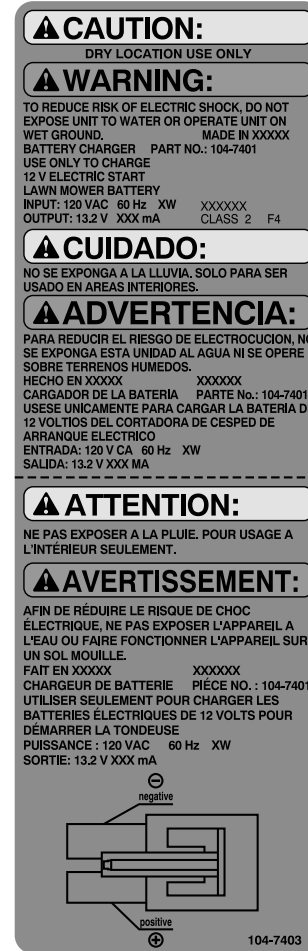 CAUTION:
DRY LOCATION USE ONLY
WARNING:
TO REDUCE RISK OF ELECTRIC SHOCK, DO NOT
EXPOSE UNIT TO WATER OR OPERATE UNIT ON
WET GROUND. MADE IN XXXXX
BATTERY CHARGER PART NO.: 104-7401
USE ONLY TO CHARGE
12 V ELECTRIC START
LAWN MOWER BATTERY
INPUT: 120 VAC 60 Hz XW XXXXXX
OUTPUT: 13.2 V XXX mA CLASS 2 F4
CUIDADO:
NO SE EXPONGA A LA LLUVIA. SOLO PARA SER
USADO EN AREAS INTERIORES.
ADVERTENCIA:
PARA REDUCIR EL RIESGO DE ELECTROCUCION, NO
SE EXPONGA ESTA UNIDAD AL AGUA NI SE OPERE
SOBRE TERRENOS HUMEDOS.
HECHO EN XXXXX XXXXXX
CARGADOR DE LA BATERÍA PARTE No.: 104-7401
USESE UNICAMENTE PARA CARGAR LA BATERIA D
12 VOLTIOS DEL CORTADORA DE CESPED DE
ARRANQUE ELECTRICO
ENTRADA: 120 V CA 60 Hz XW
SALIDA: 13.2 V XXX MA
ATTENTION:
NE PAS EXPOSER A LA PLUIE. POUR USAGE A
L'INTÉRIEUR SEULEMENT.
AVERTISSEMENT:
AFIN DE RÉDUIRE LE RISQUE DE CHOC
ÉLECTRIQUE, NE PAS EXPOSER L'APPAREIL A
L'EAU OU FAIRE FONCTIONNER L'APPAREIL SUR
UN SOL MOUILLE.
FAIT EN XXXXX XXXXXX
CHARGEUR DE BATTERIE PIÉCE NO. : 104-7401
UTILISER SEULEMENT POUR CHARGER LES
BATTERIES ÉLECTRIQUES DE 12 VOLTS POUR
DÉMARRER LA TONDEUSE
PUISSANCE : 120 VAC 60 Hz XW
SORTIE: 13.2 V XXX mA
negative
positive
104-7403